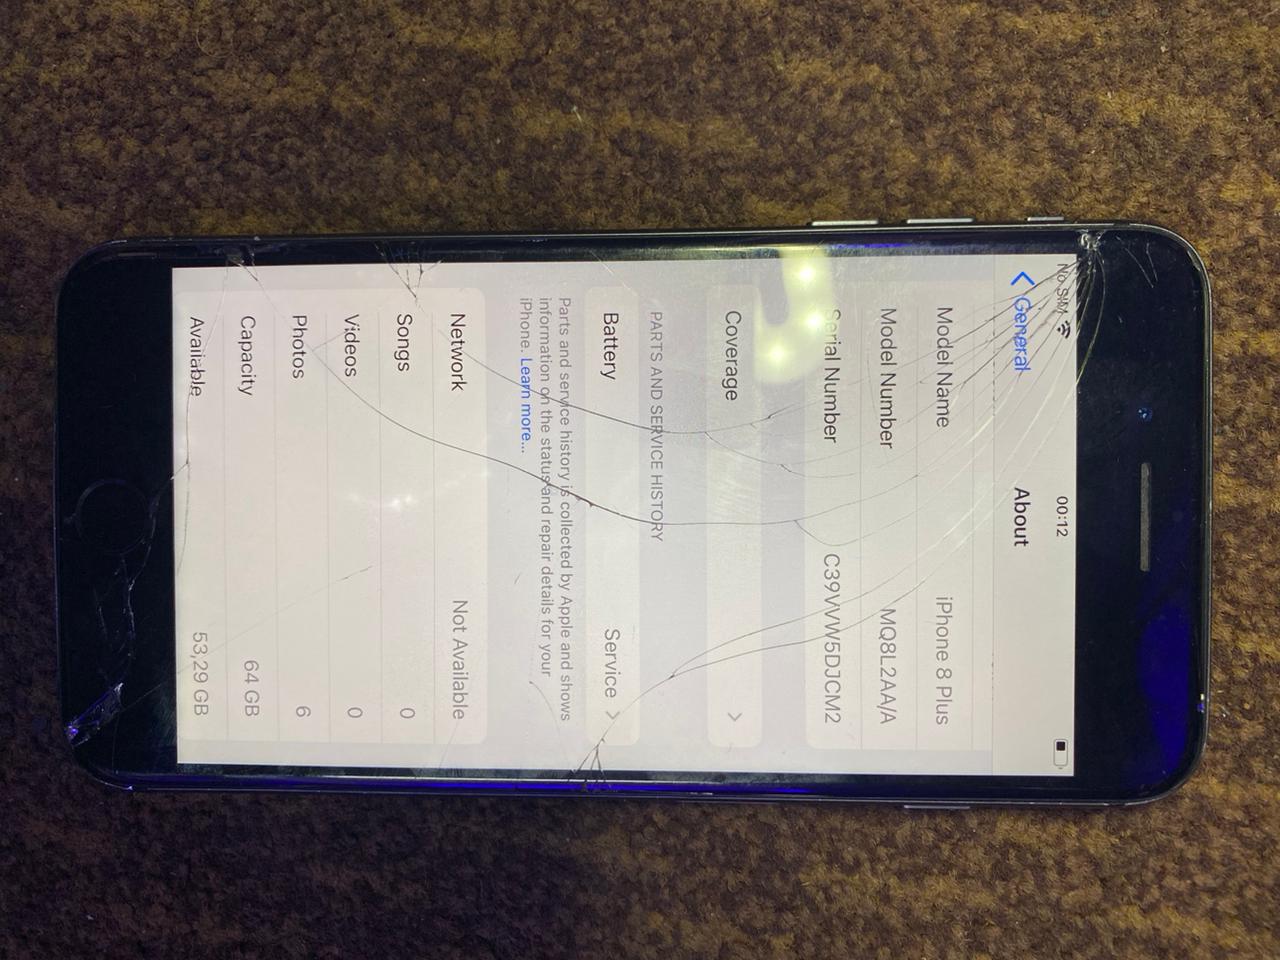 No SIM 00:12
General About
Model Name iPhone 8 Plus
Model Number MQ8L2AA/A
Serial Number C39VVW5DJCM2
Coverage
PARTS AND SERVICE HISTORY
Battery Service
Parts and service history is collected by Apple and shows
information on the status and repair details for your
iPhone. Learn more...
Network Not Available
Songs 0
Videos 0
Photos 6
Capacity 64 GB
Available 53,29 GB